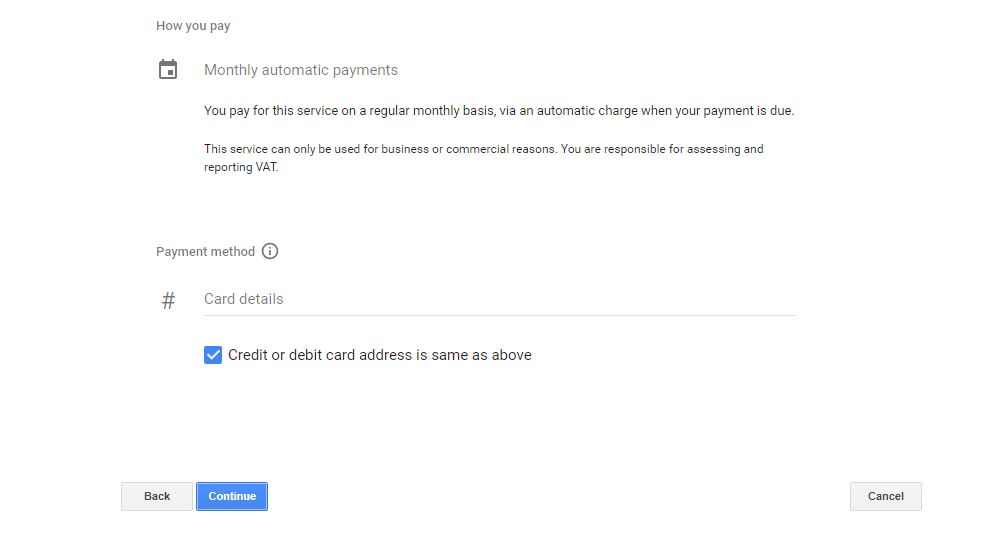 How you pay
Monthly automatic payments
You pay for this service on a regular monthly basis, via an automatic charge when your payment is due.
This service can only be used for business or commercial reasons. You are responsible for assessing and
reporting VAT.
Payment method
# Card details
Credit or debit card address is same as above
Back Continue Cancel